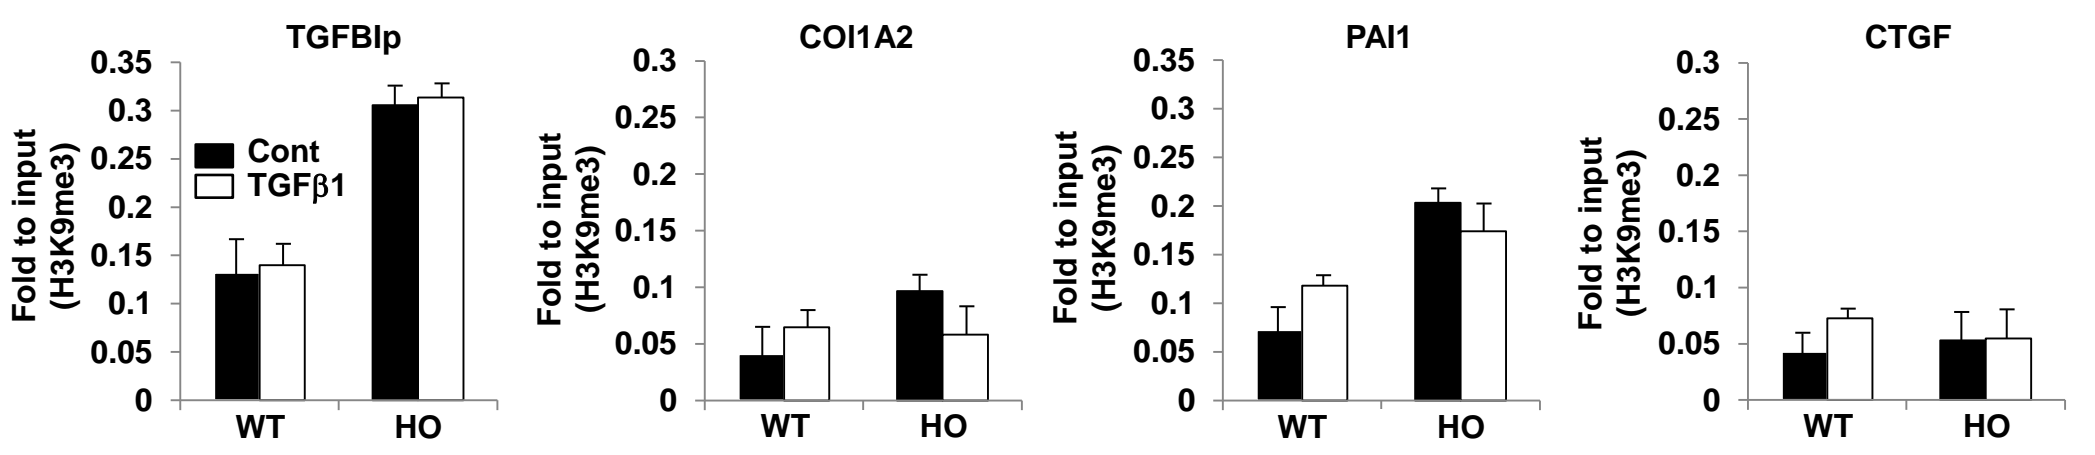 TGFBIp
Fold to input
(H3K9me3)
0.35
0.3
0.25
0.2
0.15
0.1
0.05
0
Cont
TGFβ1
WT
HO
COl1A2
Fold to input
(H3K9me3)
0.3
0.25
0.2
0.15
0.1
0.05
0
WT
HO
PAI1
Fold to input
(H3K9me3)
0.35
0.3
0.25
0.2
0.15
0.1
0.05
0
WT
HO
CTGF
Fold to input
(H3K9me3)
0.3
0.25
0.2
0.15
0.1
0.05
0
WT
HO